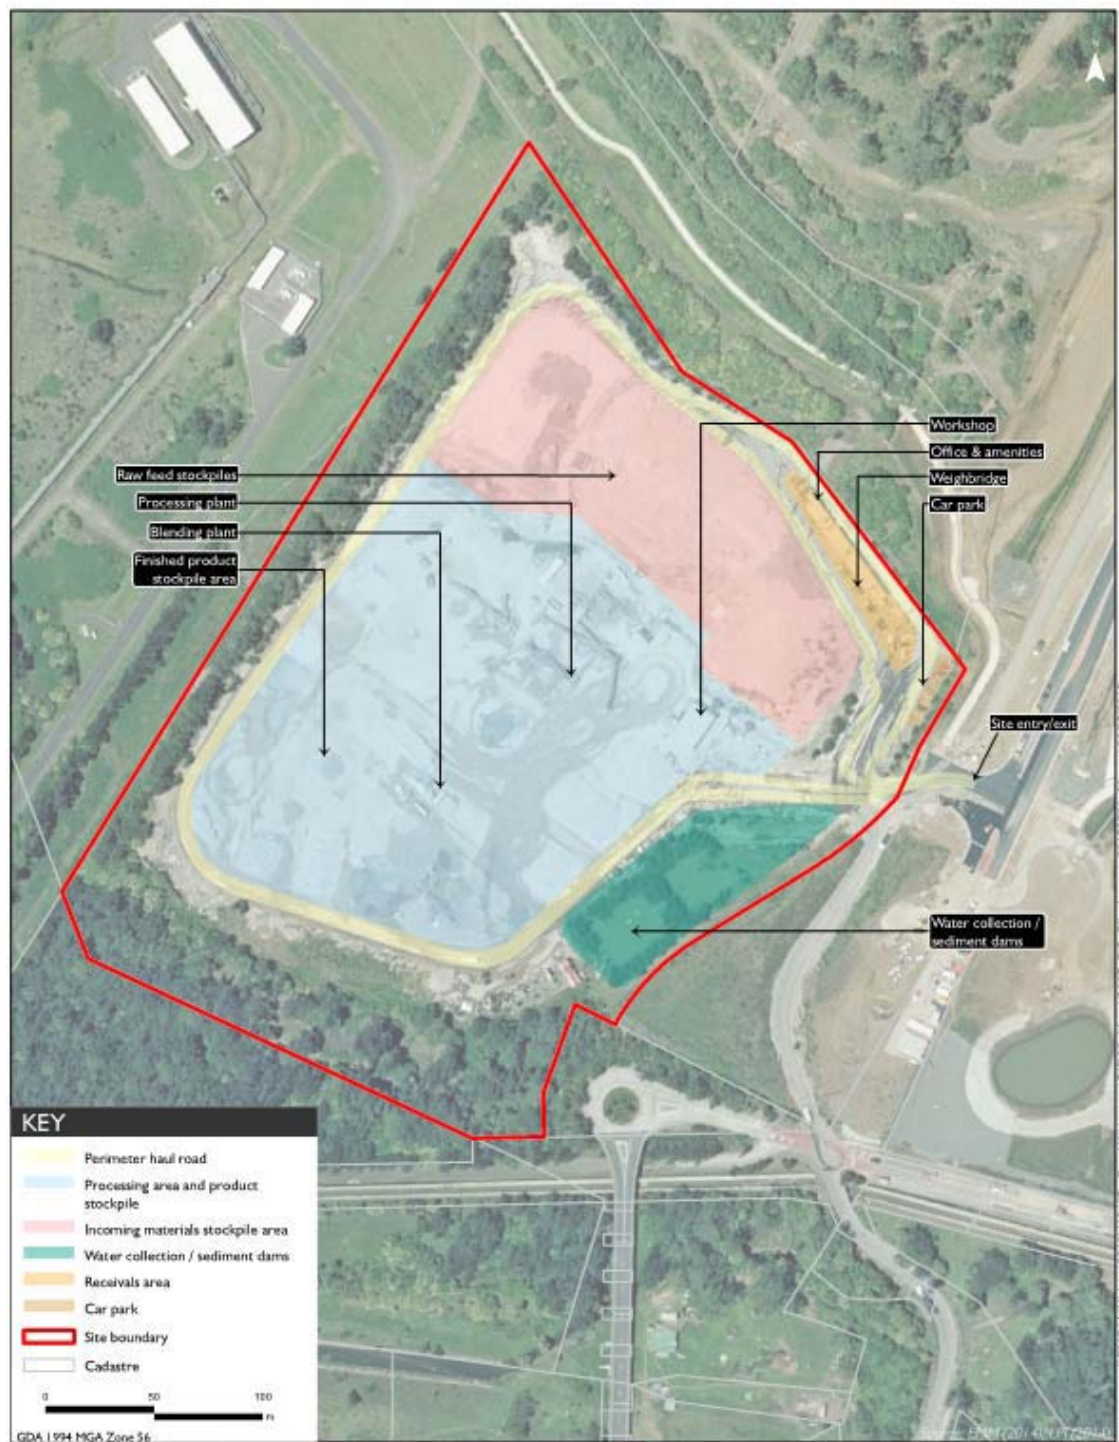 Workshop
Office & amenities
Weighbridge
Car park
Raw feed stockpiles
Processing plant
Blending plant
Finished product
stockpile area
Site entry/exit
Water collection /
sediment dams
KEY
Perimeter haul road
Processing area and product
stockpile
Incoming materials stockpile area
Water collection / sediment dams
Receivals area
Car park
Site boundary
Cadastre
0 50 100
m
GDA 1994 MGA Zone 56